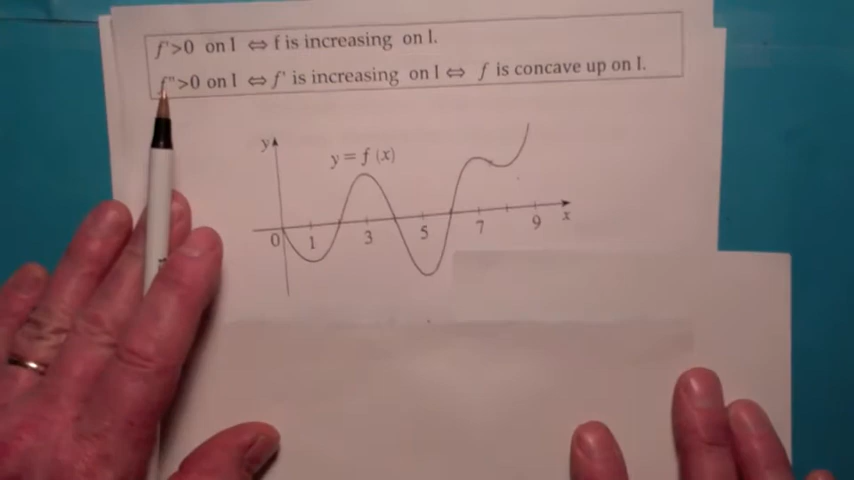 f'>0 on I ⇔ f is increasing on I.
f">0 on I ⇔ f' is increasing on I ⇔ f is concave up on I.
y
y = f (x)
0 1 3 5 7 9 x